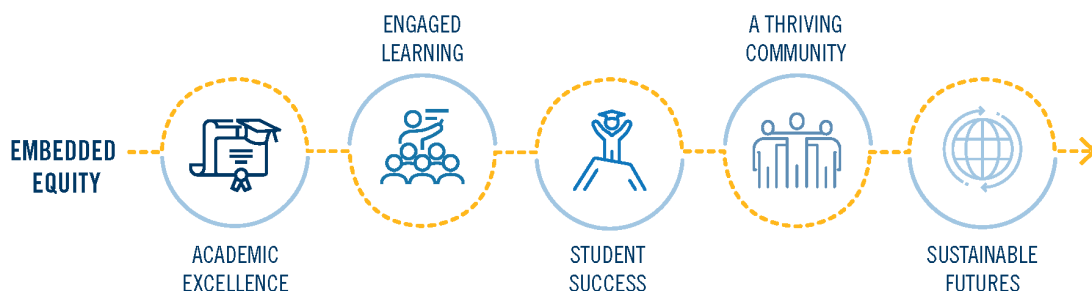 EMBEDDED
EQUITY
ACADEMIC
EXCELLENCE
ENGAGED
LEARNING
STUDENT
SUCCESS
A THRIVING
COMMUNITY
SUSTAINABLE
FUTURES